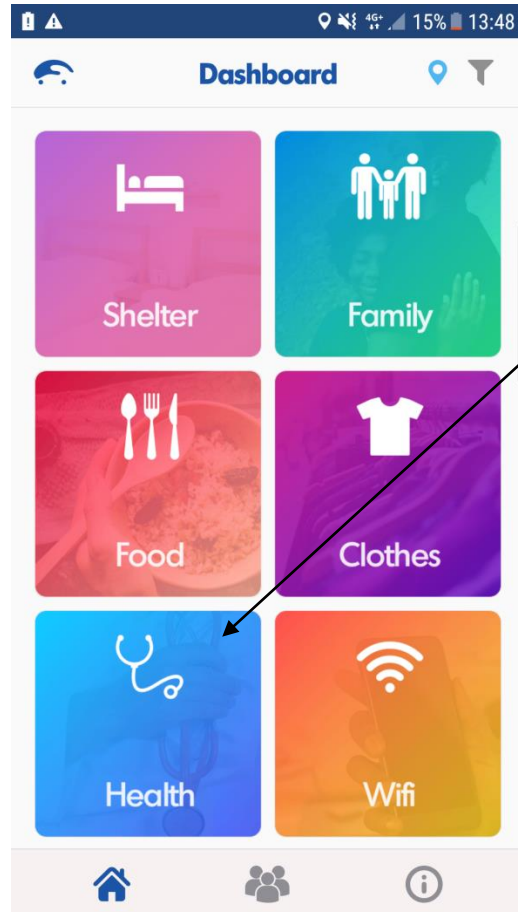 4G+ 15% 13:48
Dashboard
Shelter
Family
Food
Clothes
Health
Wifi